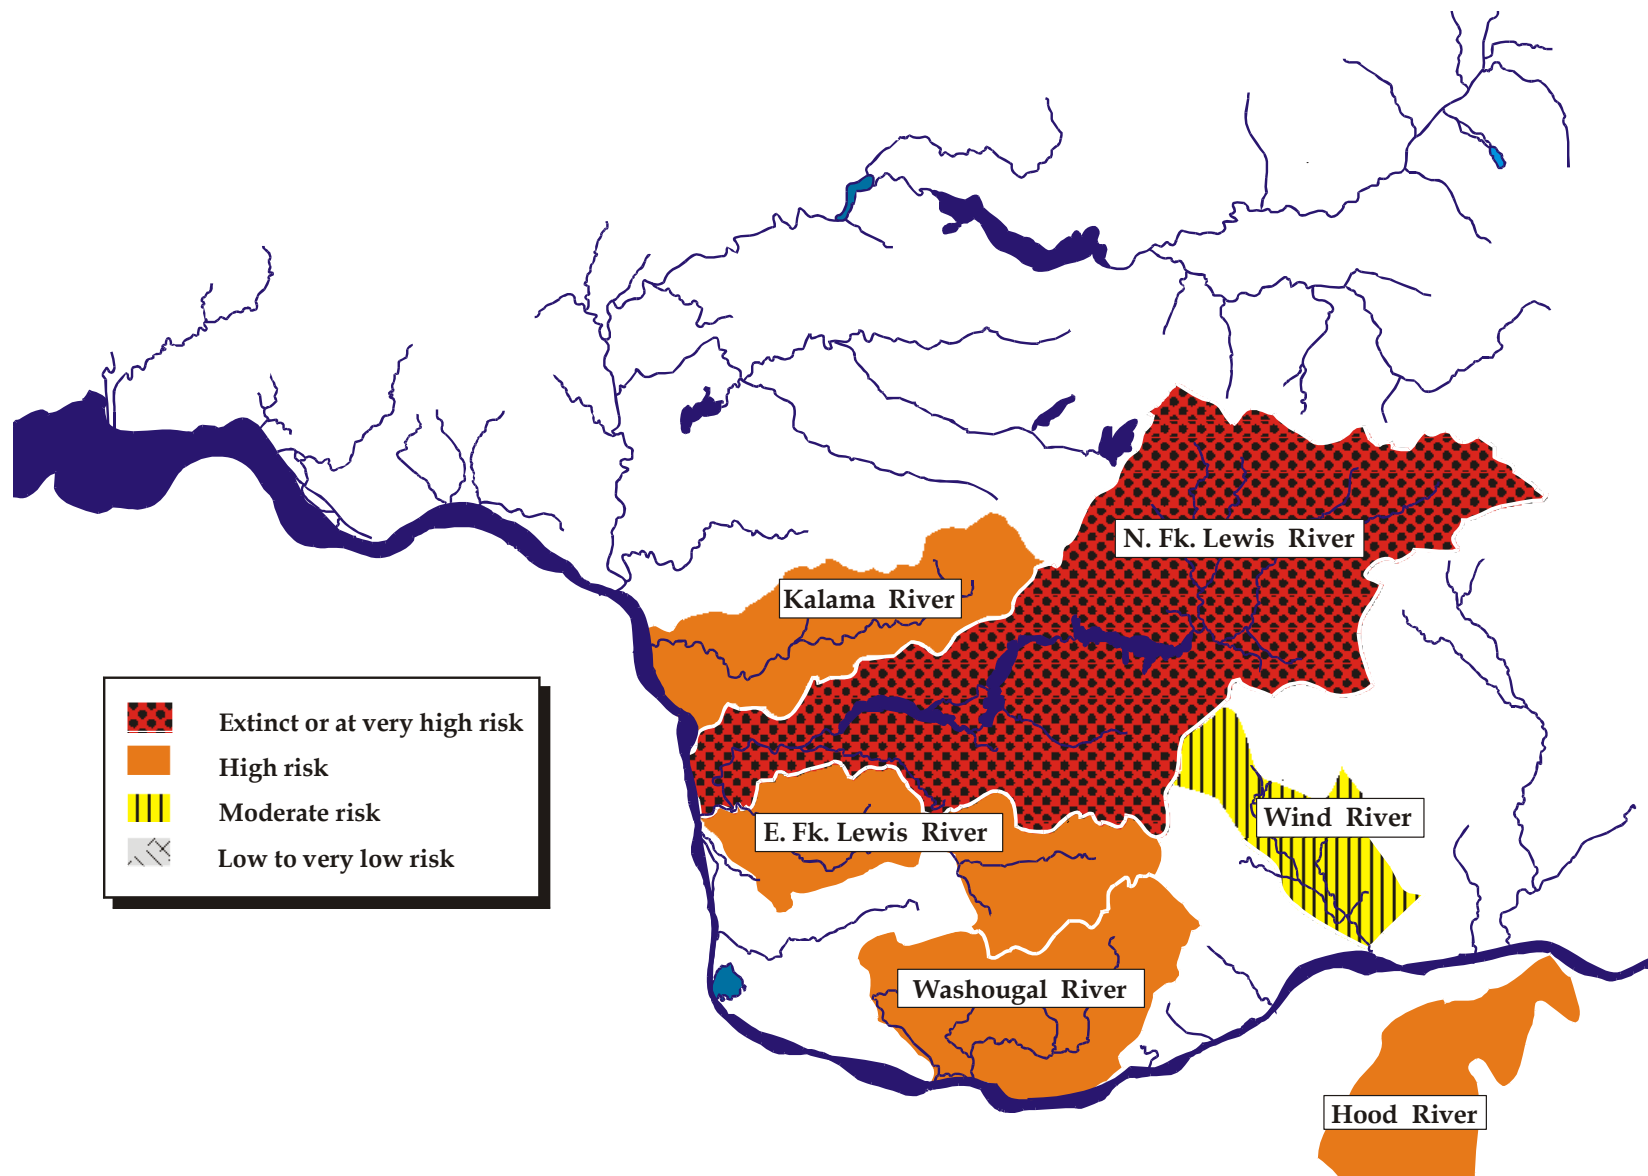 N. Fk. Lewis River
Kalama River
Extinct or at very high risk
High risk
Moderate risk
Low to very low risk
Wind River
E. Fk. Lewis River
Washougal River
Hood River